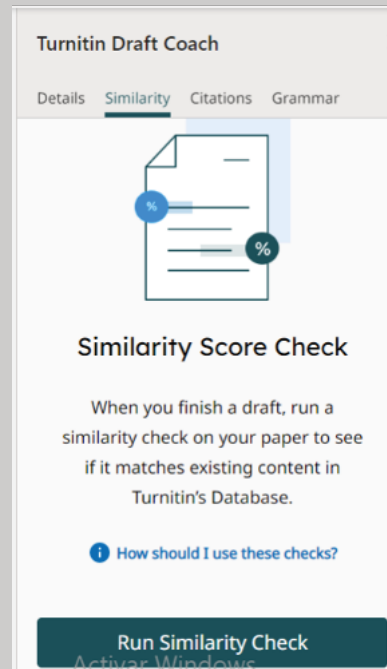 Turnitin Draft Coach
Details Similarity Citations Grammar
%
%
Similarity Score Check
When you finish a draft, run a
similarity check on your paper to see
if it matches existing content in
Turnitin's Database.
i How should I use these checks?
Run Similarity Check
Activar Windows